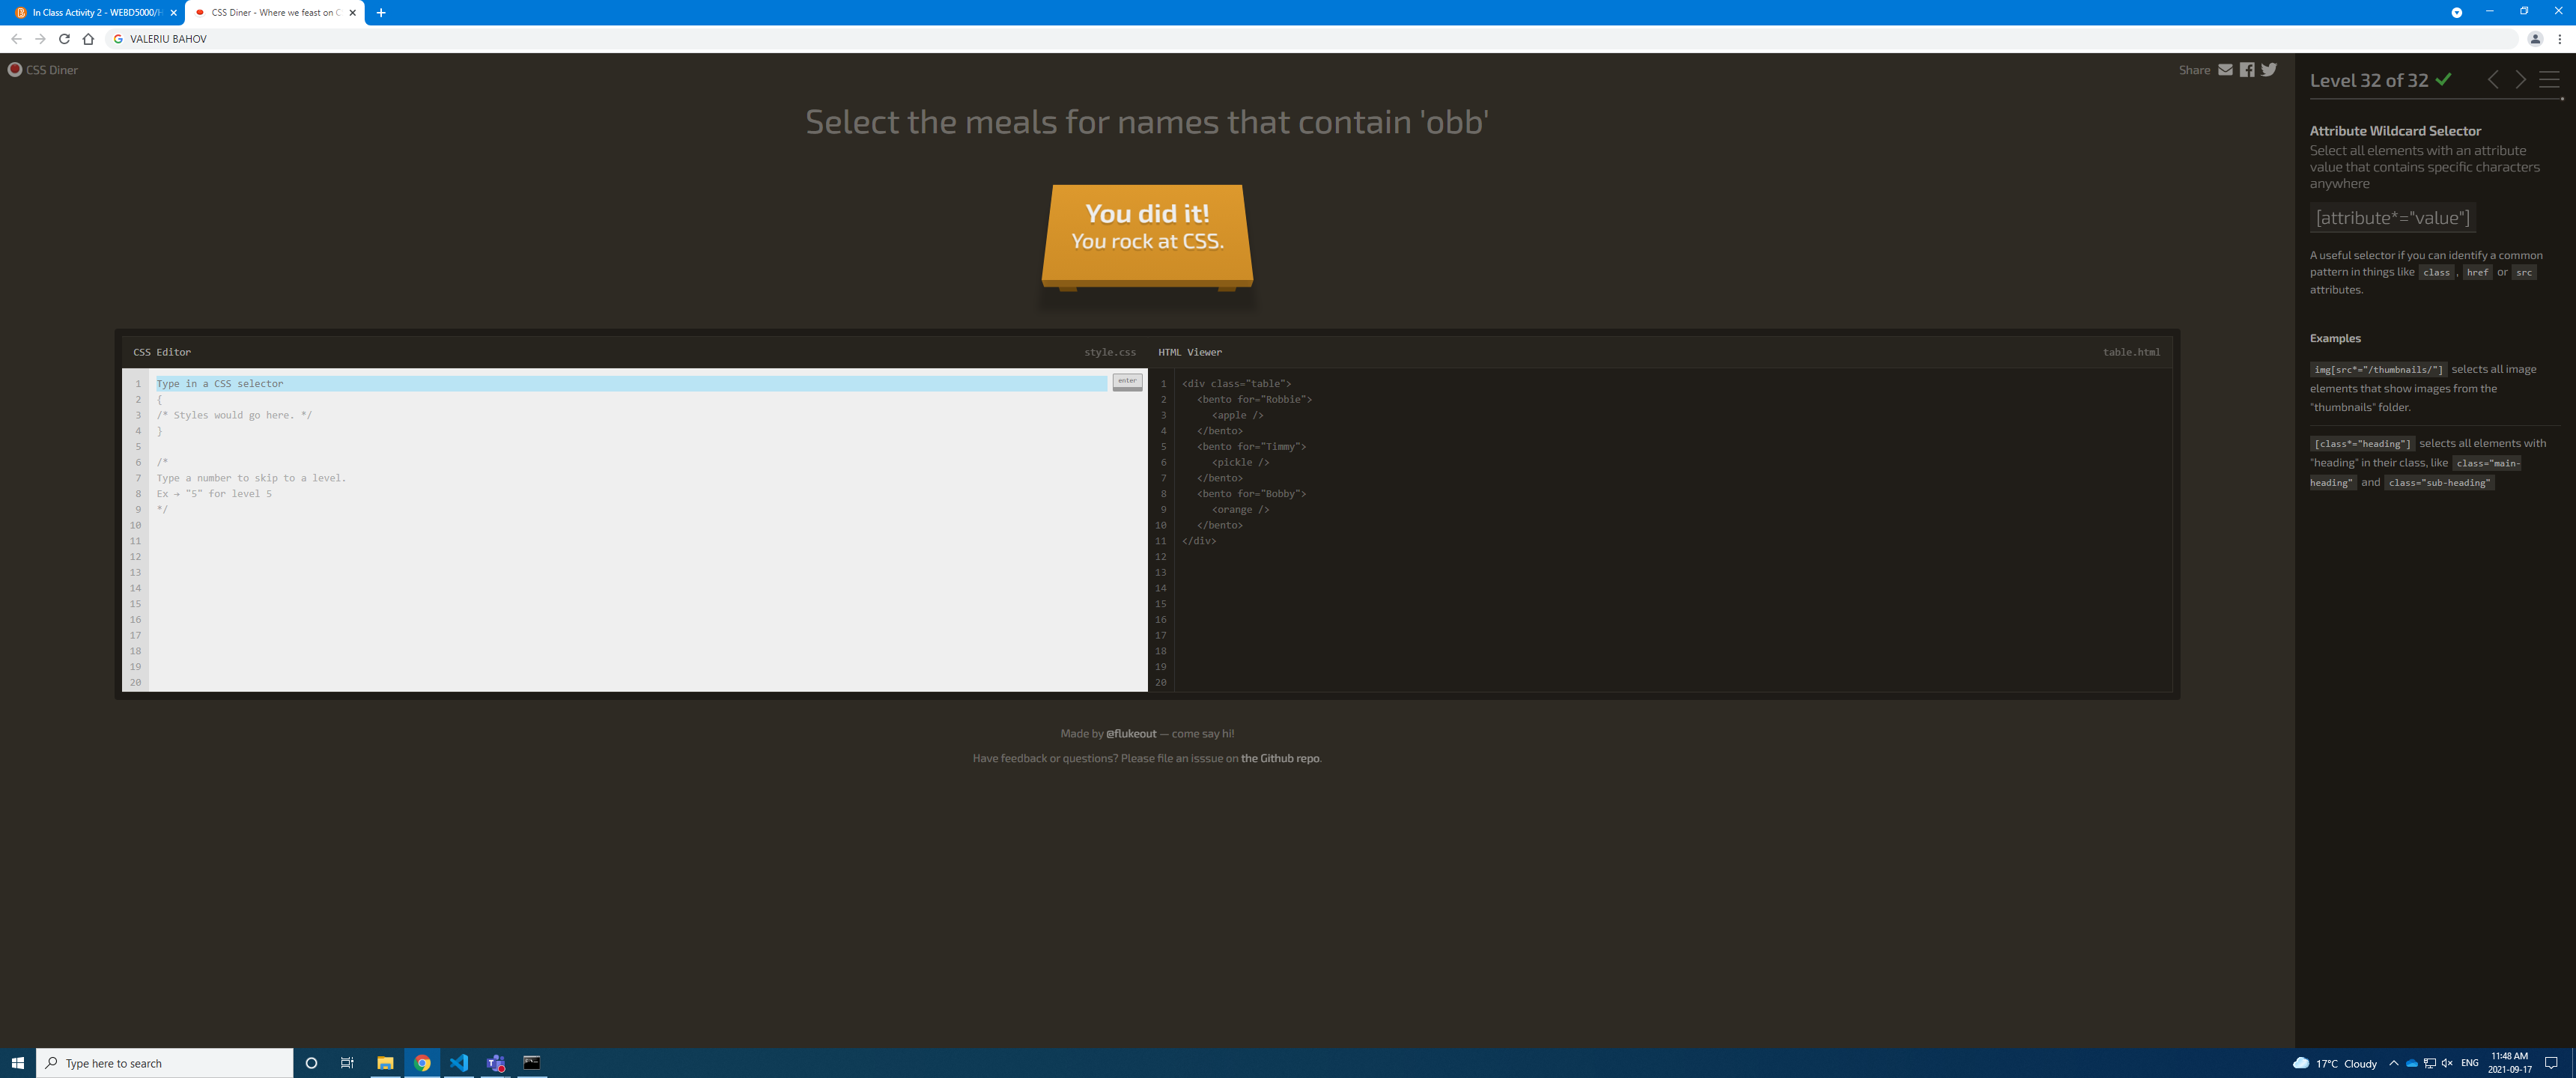 In Class Activity 2 - WEBD5000/H
CSS Diner - Where we feast on C
VALERIU BAHOV
CSS Diner
Share
Select the meals for names that contain 'obb'
You did it!
You rock at CSS.
CSS Editor
style.css
1 Type in a CSS selector
enter
2 {
3 /* Styles would go here. */
4 }
5
6 /*
7 Type a number to skip to a level.
8 Ex → "5" for level 5
9 */
10
11
12
13
14
15
16
17
18
19
20
HTML Viewer
table.html
1 <div class="table">
2 <bento for="Robbie">
3 <apple />
4 </bento>
5 <bento for="Timmy">
6 <pickle />
7 </bento>
8 <bento for="Bobby">
9 <orange />
10 </bento>
11 </div>
12
13
14
15
16
17
18
19
20
Made by @flukeout — come say hi!
Have feedback or questions? Please file an isssue on the Github repo.
Level 32 of 32
Attribute Wildcard Selector
Select all elements with an attribute
value that contains specific characters
anywhere
[attribute*="value"]
A useful selector if you can identify a common
pattern in things like class, href or src
attributes.
Examples
img[src*="/thumbnails/"] selects all image
elements that show images from the
"thumbnails" folder.
[class*="heading"] selects all elements with
"heading" in their class, like class="main-
heading" and class="sub-heading"
Type here to search
17°C Cloudy
ENG
11:48 AM
2021-09-17